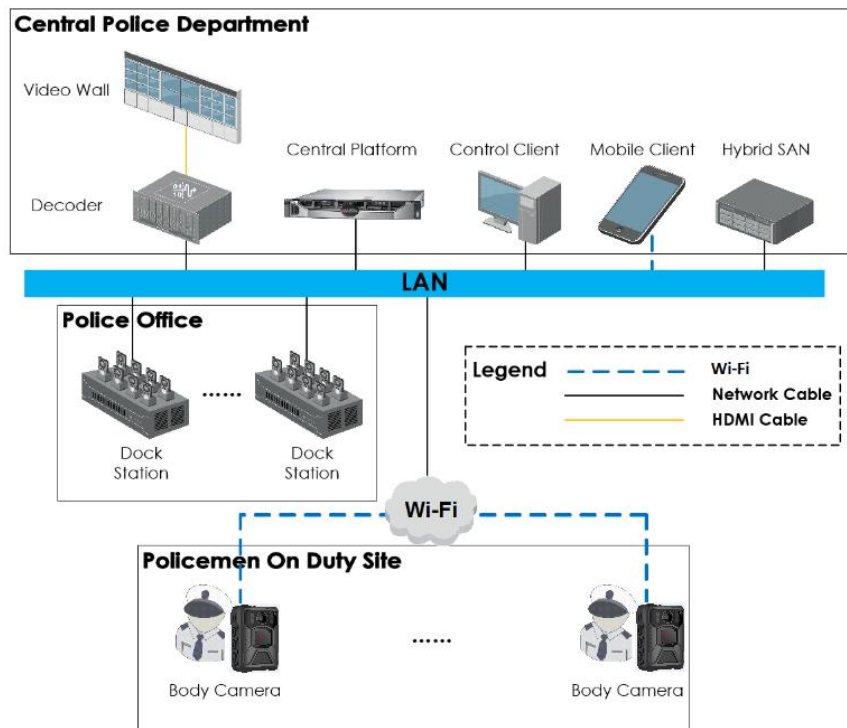 Central Police Department
Video Wall
Decoder
Central Platform
Control Client
Mobile Client
Hybrid SAN
LAN
Police Office
......
Dock
Station
Dock
Station
Legend
Wi-Fi
Network Cable
HDMI Cable
Wi-Fi
Policemen On Duty Site
......
Body Camera
Body Camera